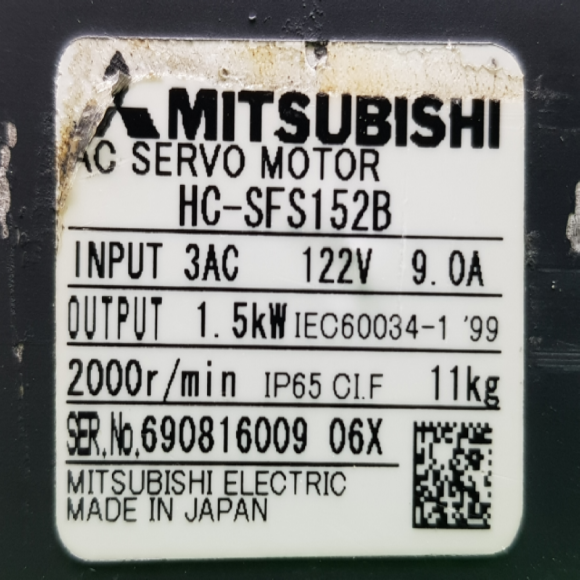 MITSUBISHI
AC SERVO MOTOR
HC-SFS152B
INPUT 3AC 122V 9.0A
OUTPUT 1.5kW IEC60034-1 '99
2000r/min IP65 CI.F 11kg
SER.No.690816009 06X
MITSUBISHI ELECTRIC
MADE IN JAPAN